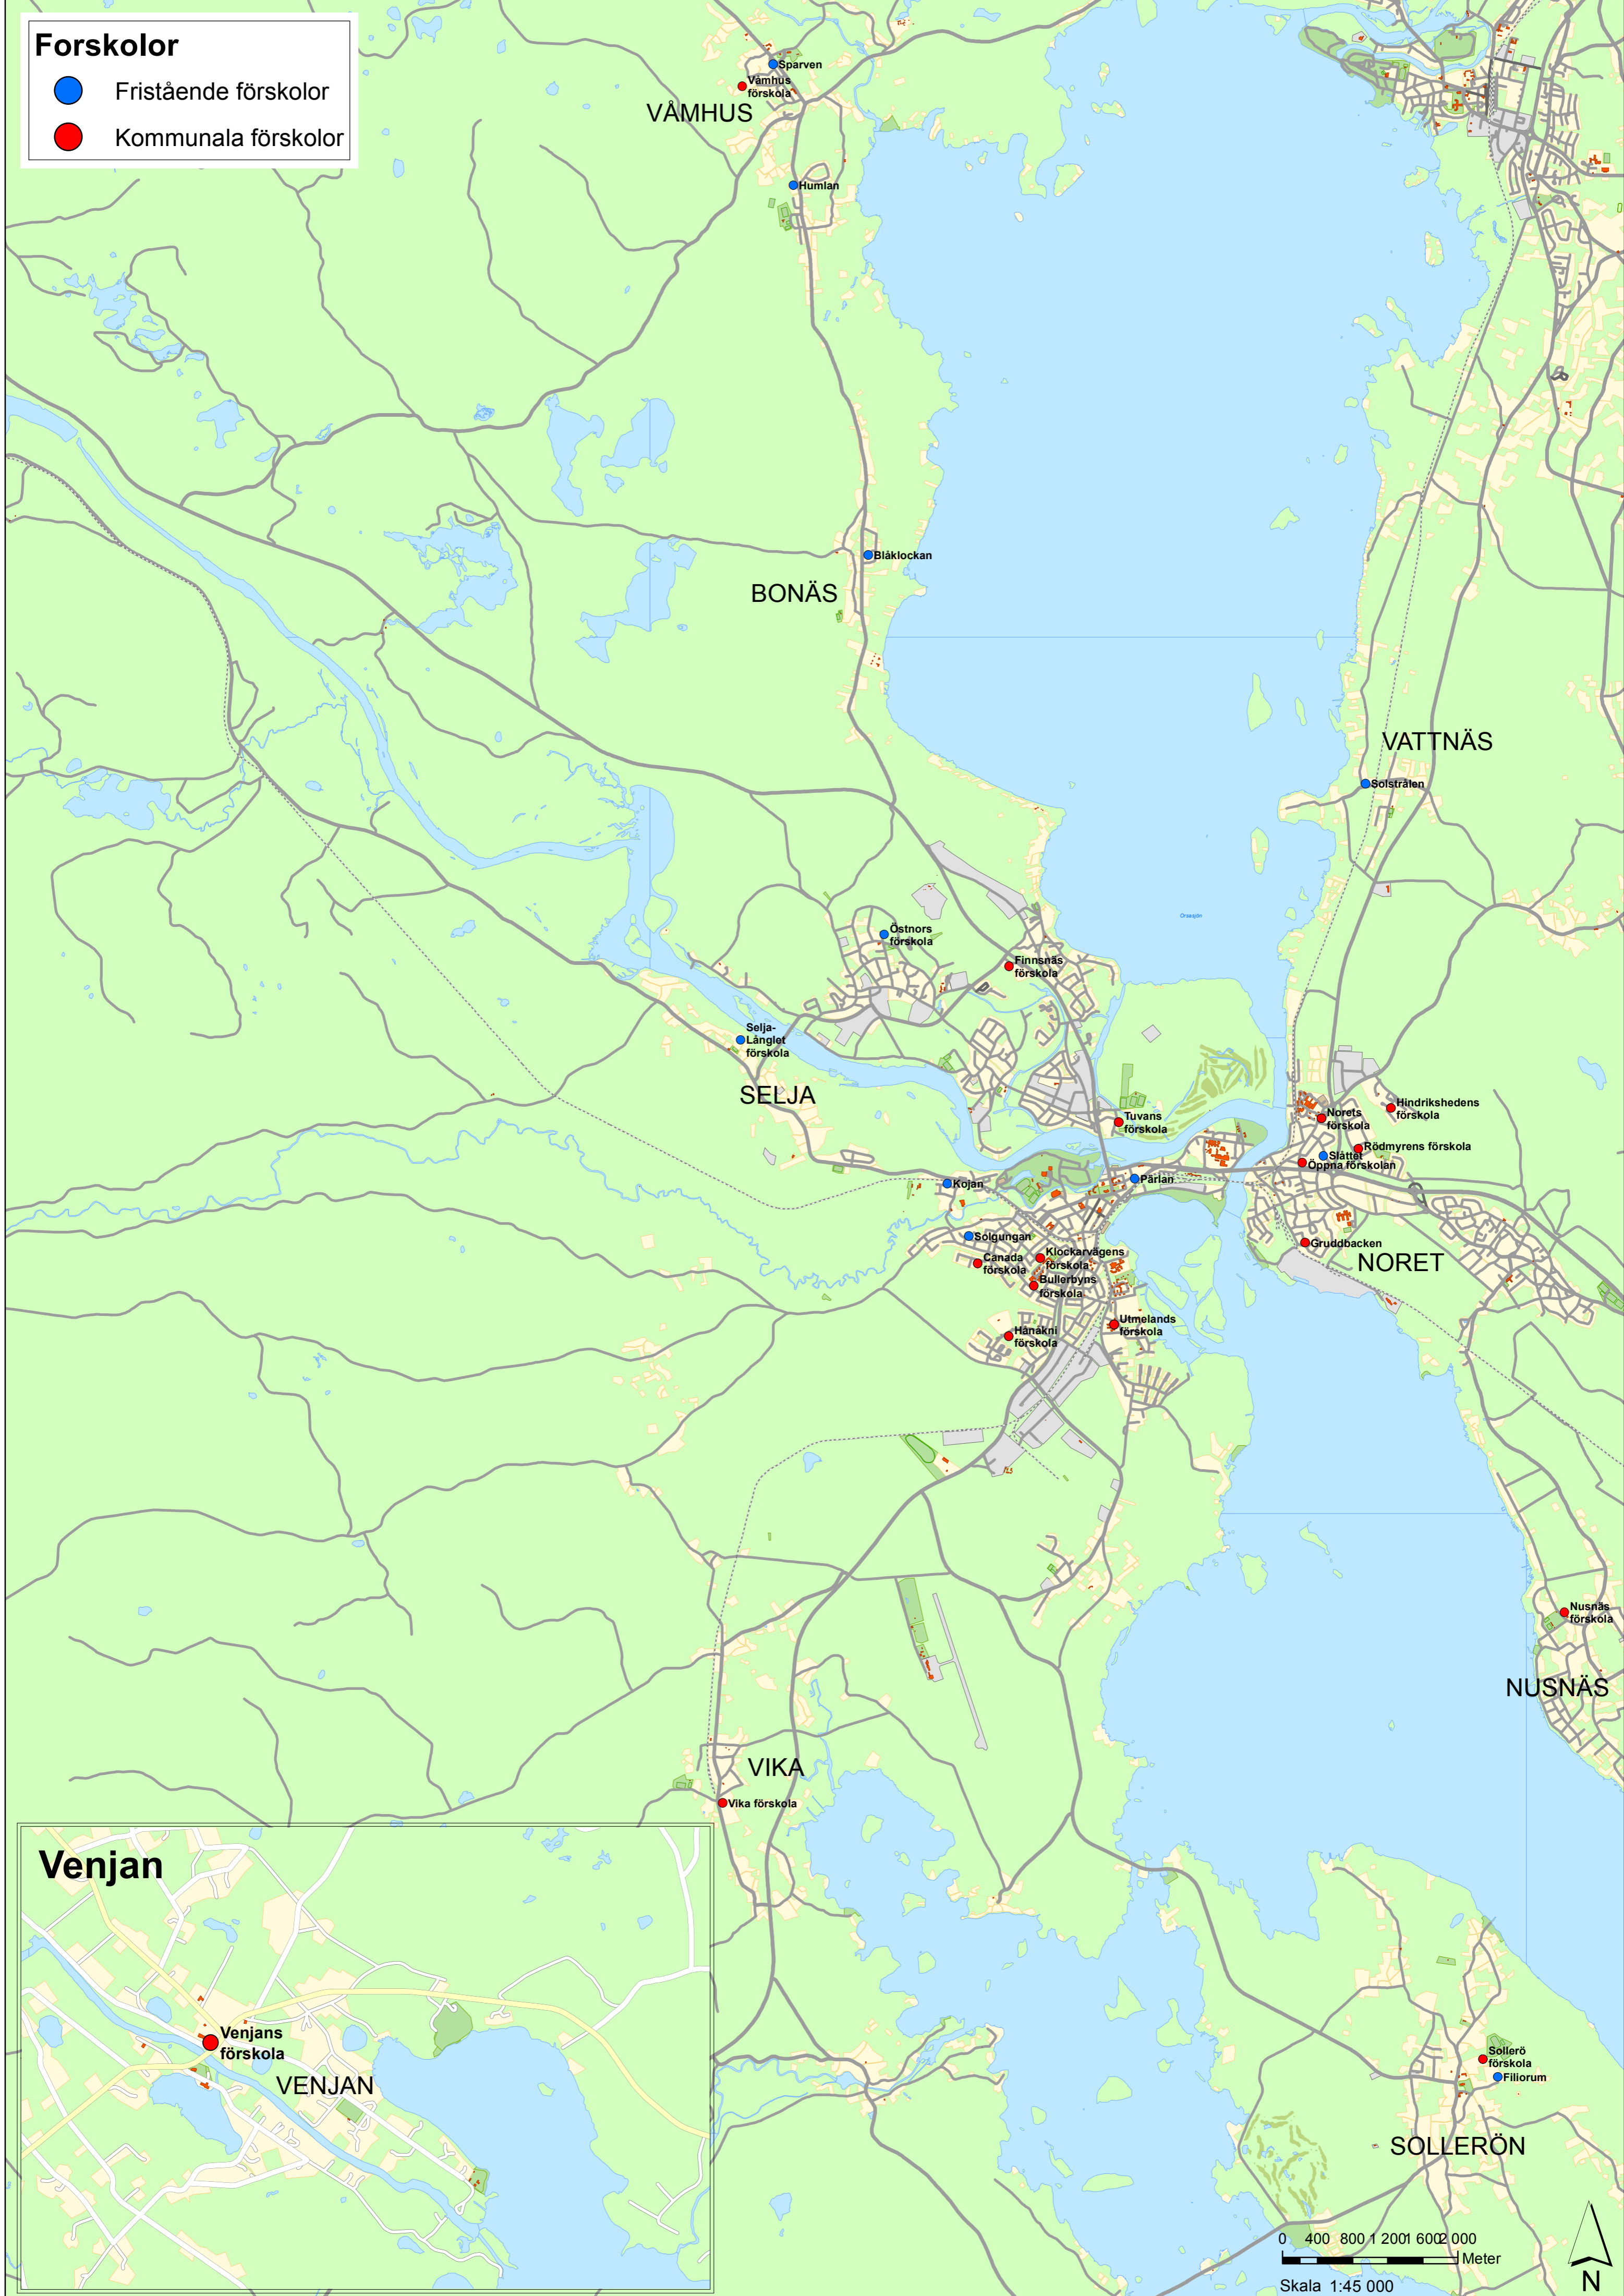 Forskolor
Fristående förskolor
Kommunala förskolor
Sparven
Våmhus
förskola
VÅMHUS
Humlan
Blåklockan
BONÄS
VATTNÄS
Solstrålen
Orsasjön
Östnors
förskola
Finnsnäs
förskola
Selja-
Långlet
förskola
SELJA
Tuvans
förskola
Hindrikshedens
förskola
Norets
förskola
Rödmyrens förskola
Slättet
Öppna förskolan
Kojan
Pärlan
Solgungan
Canada
förskola
Klockarvägens
förskola
Bullerbyns
förskola
Gruddbacken
NORET
Utmelands
förskola
Hånåkni
förskola
Nusnäs
förskola
NUSNÄS
VIKA
Vika förskola
Venjan
Venjans
förskola
VENJAN
Sollerö
förskola
Filiorum
SOLLERÖN
0 400 800 1 200 1 600 2 000
Meter
Skala 1:45 000
N